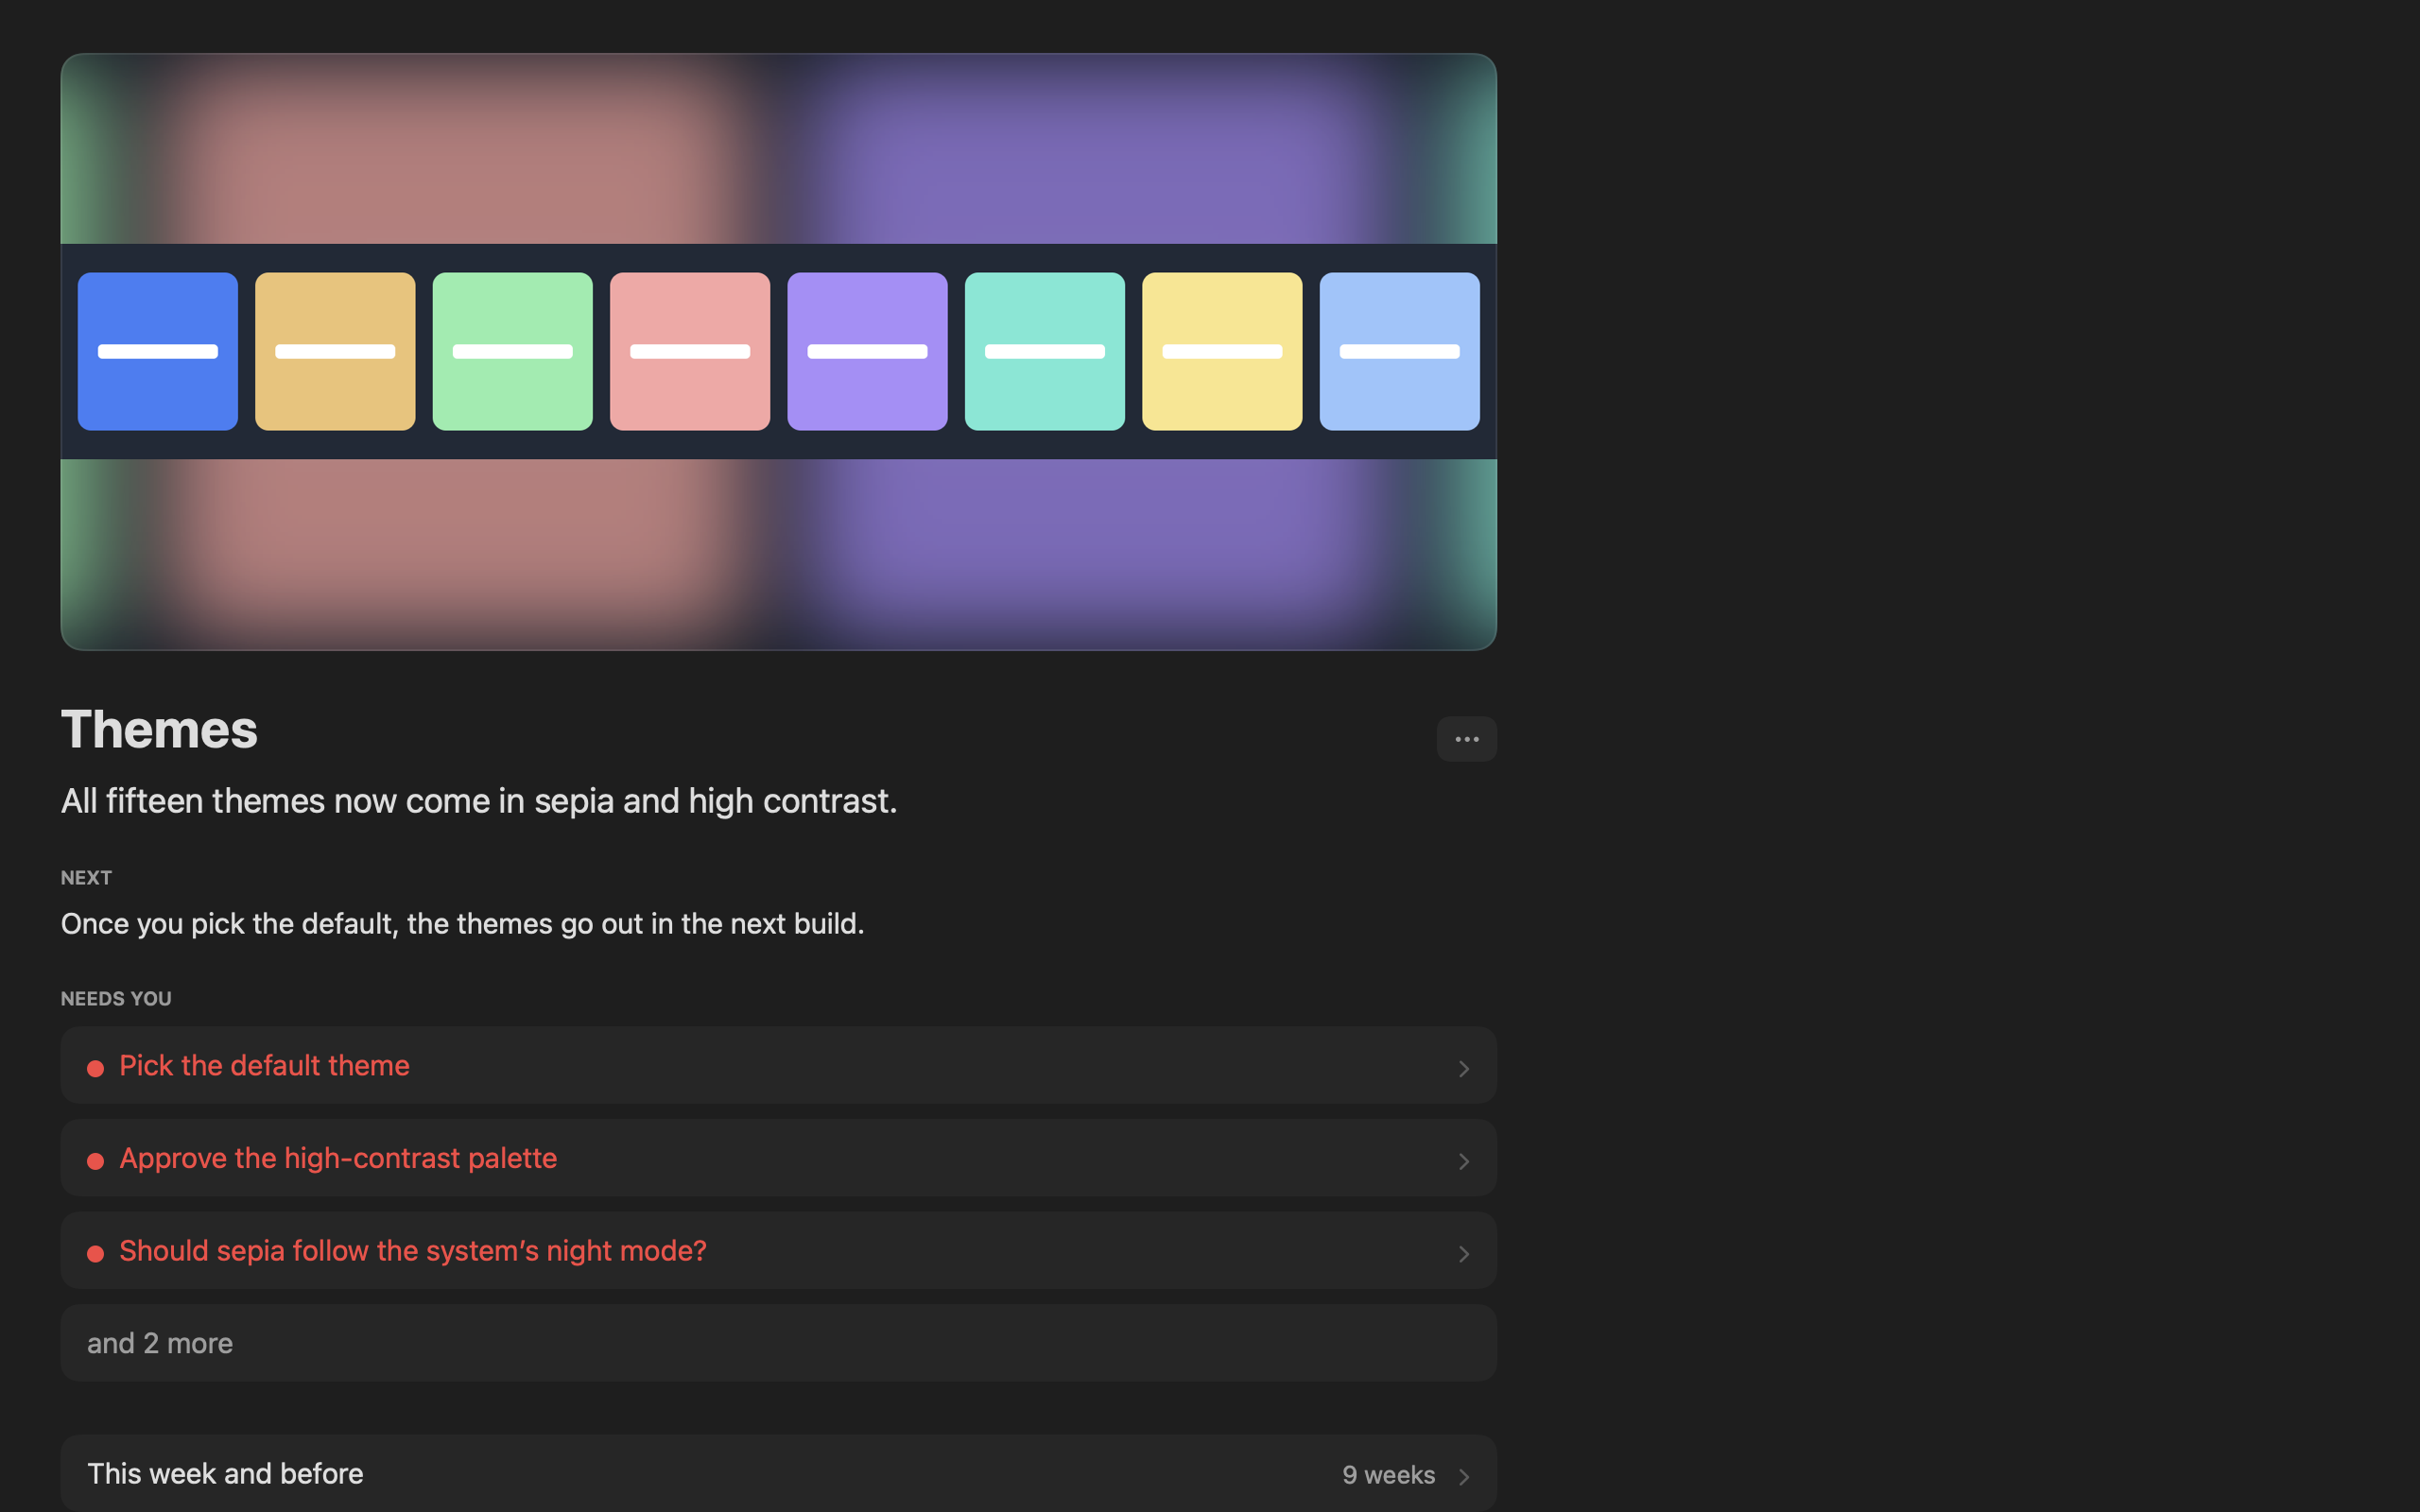 Themes
All fifteen themes now come in sepia and high contrast.
NEXT
Once you pick the default, the themes go out in the next build.
NEEDS YOU
Pick the default theme
Approve the high-contrast palette
Should sepia follow the system’s night mode?
and 2 more
This week and before 9 weeks